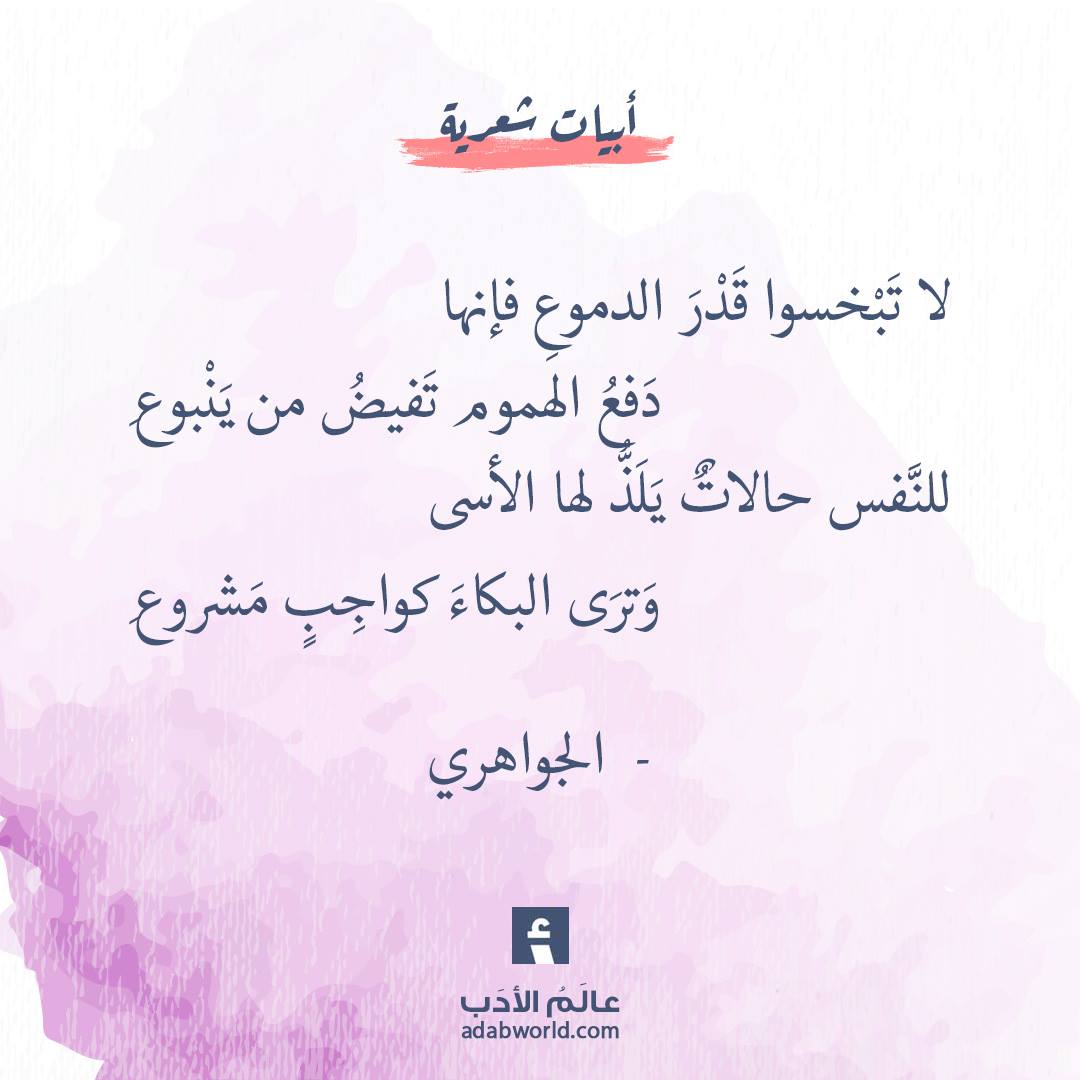 أبيات شعرية
لا تَبْخسوا قَدْرَ الدموعِ فإنها
دَفعُ الهموم تَفيضُ من يَنْبوعِ
للنَّفس حالاتٌ يَلَذُّ لها الأسى
وَترَى البكاءَ كواجِبٍ مَشروعِ
- الجواهري
أ
عالَمُ الأدَب
adabworld.com